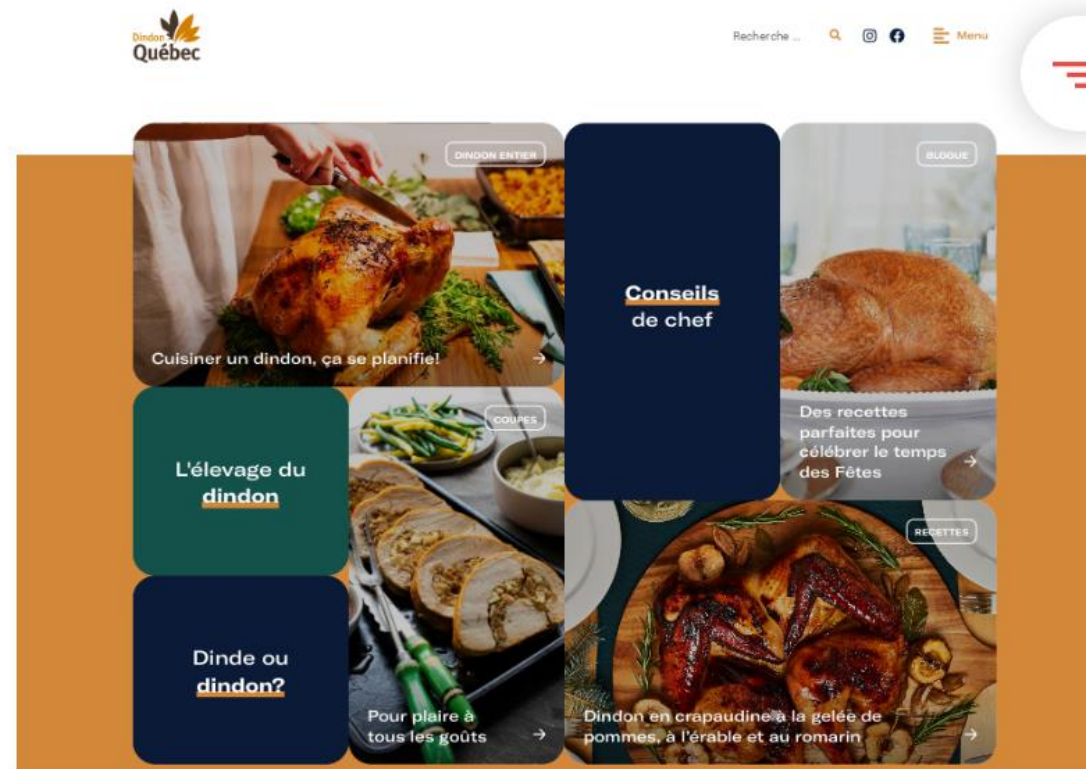 Dindon
Québec
Recherche ...
Menu
DINDON ENTIER
Cuisiner un dindon, ça se planifie!
Conseils
de chef
BLOGUE
Des recettes
parfaites pour
célébrer le temps
des Fêtes
L'élevage du
dindon
COUPES
Pour plaire à
tous les goûts
Dinde ou
dindon?
RECETTES
Dindon en crapaudine à la gelée de
pommes, à l'érable et au romarin